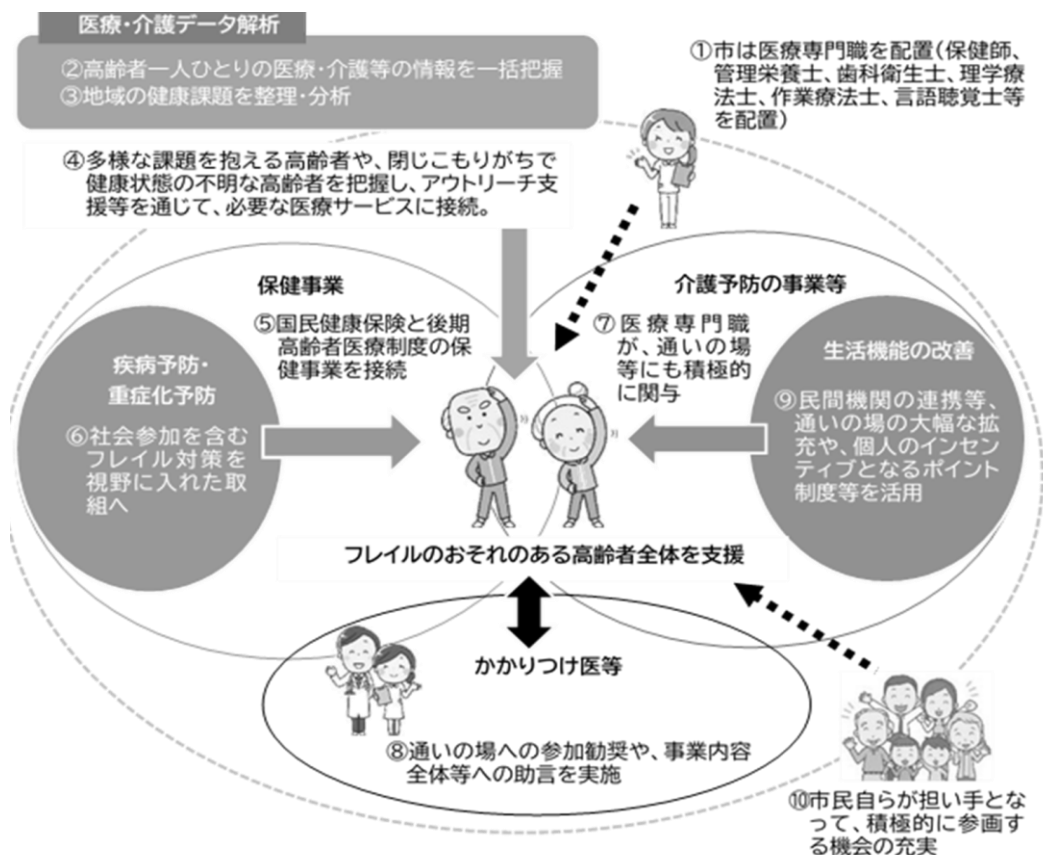 医療・介護データ解析
②高齢者一人ひとりの医療・介護等の情報を一括把握
③地域の健康課題を整理・分析
①市は医療専門職を配置（保健師、
管理栄養士、歯科衛生士、理学療
法士、作業療法士、言語聴覚士等
を配置）
④多様な課題を抱える高齢者や、閉じこもりがちで
健康状態の不明な高齢者を把握し、アウトリーチ支
援等を通じて、必要な医療サービスに接続。
保健事業
⑤国民健康保険と後期
高齢者医療制度の保
健事業を接続
疾病予防・
重症化予防
⑥社会参加を含む
フレイル対策を
視野に入れた取
組へ
介護予防の事業等
⑦医療専門職
が、通いの場
等にも積極的
に関与
生活機能の改善
⑨民間機関の連携等、
通いの場の大幅な拡
充や、個人のインセン
ティブとなるポイント
制度等を活用
フレイルのおそれのある高齢者全体を支援
かかりつけ医等
⑧通いの場への参加勧奨や、事業内容
全体等への助言を実施
⑩市民自らが担い手とな
って、積極的に参画す
る機会の充実